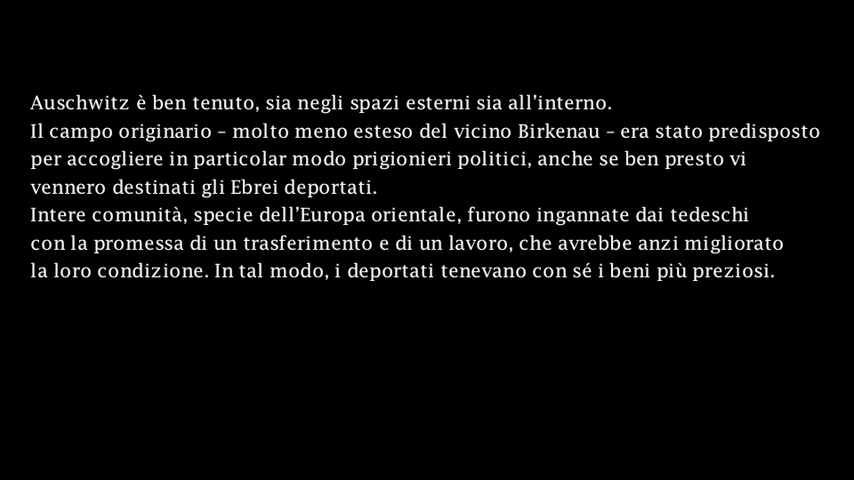 Auschwitz è ben tenuto, sia negli spazi esterni sia all’interno.
Il campo originario – molto meno esteso del vicino Birkenau – era stato predisposto
per accogliere in particolar modo prigionieri politici, anche se ben presto vi
vennero destinati gli Ebrei deportati.
Intere comunità, specie dell’Europa orientale, furono ingannate dai tedeschi
con la promessa di un trasferimento e di un lavoro, che avrebbe anzi migliorato
la loro condizione. In tal modo, i deportati tenevano con sé i beni più preziosi.